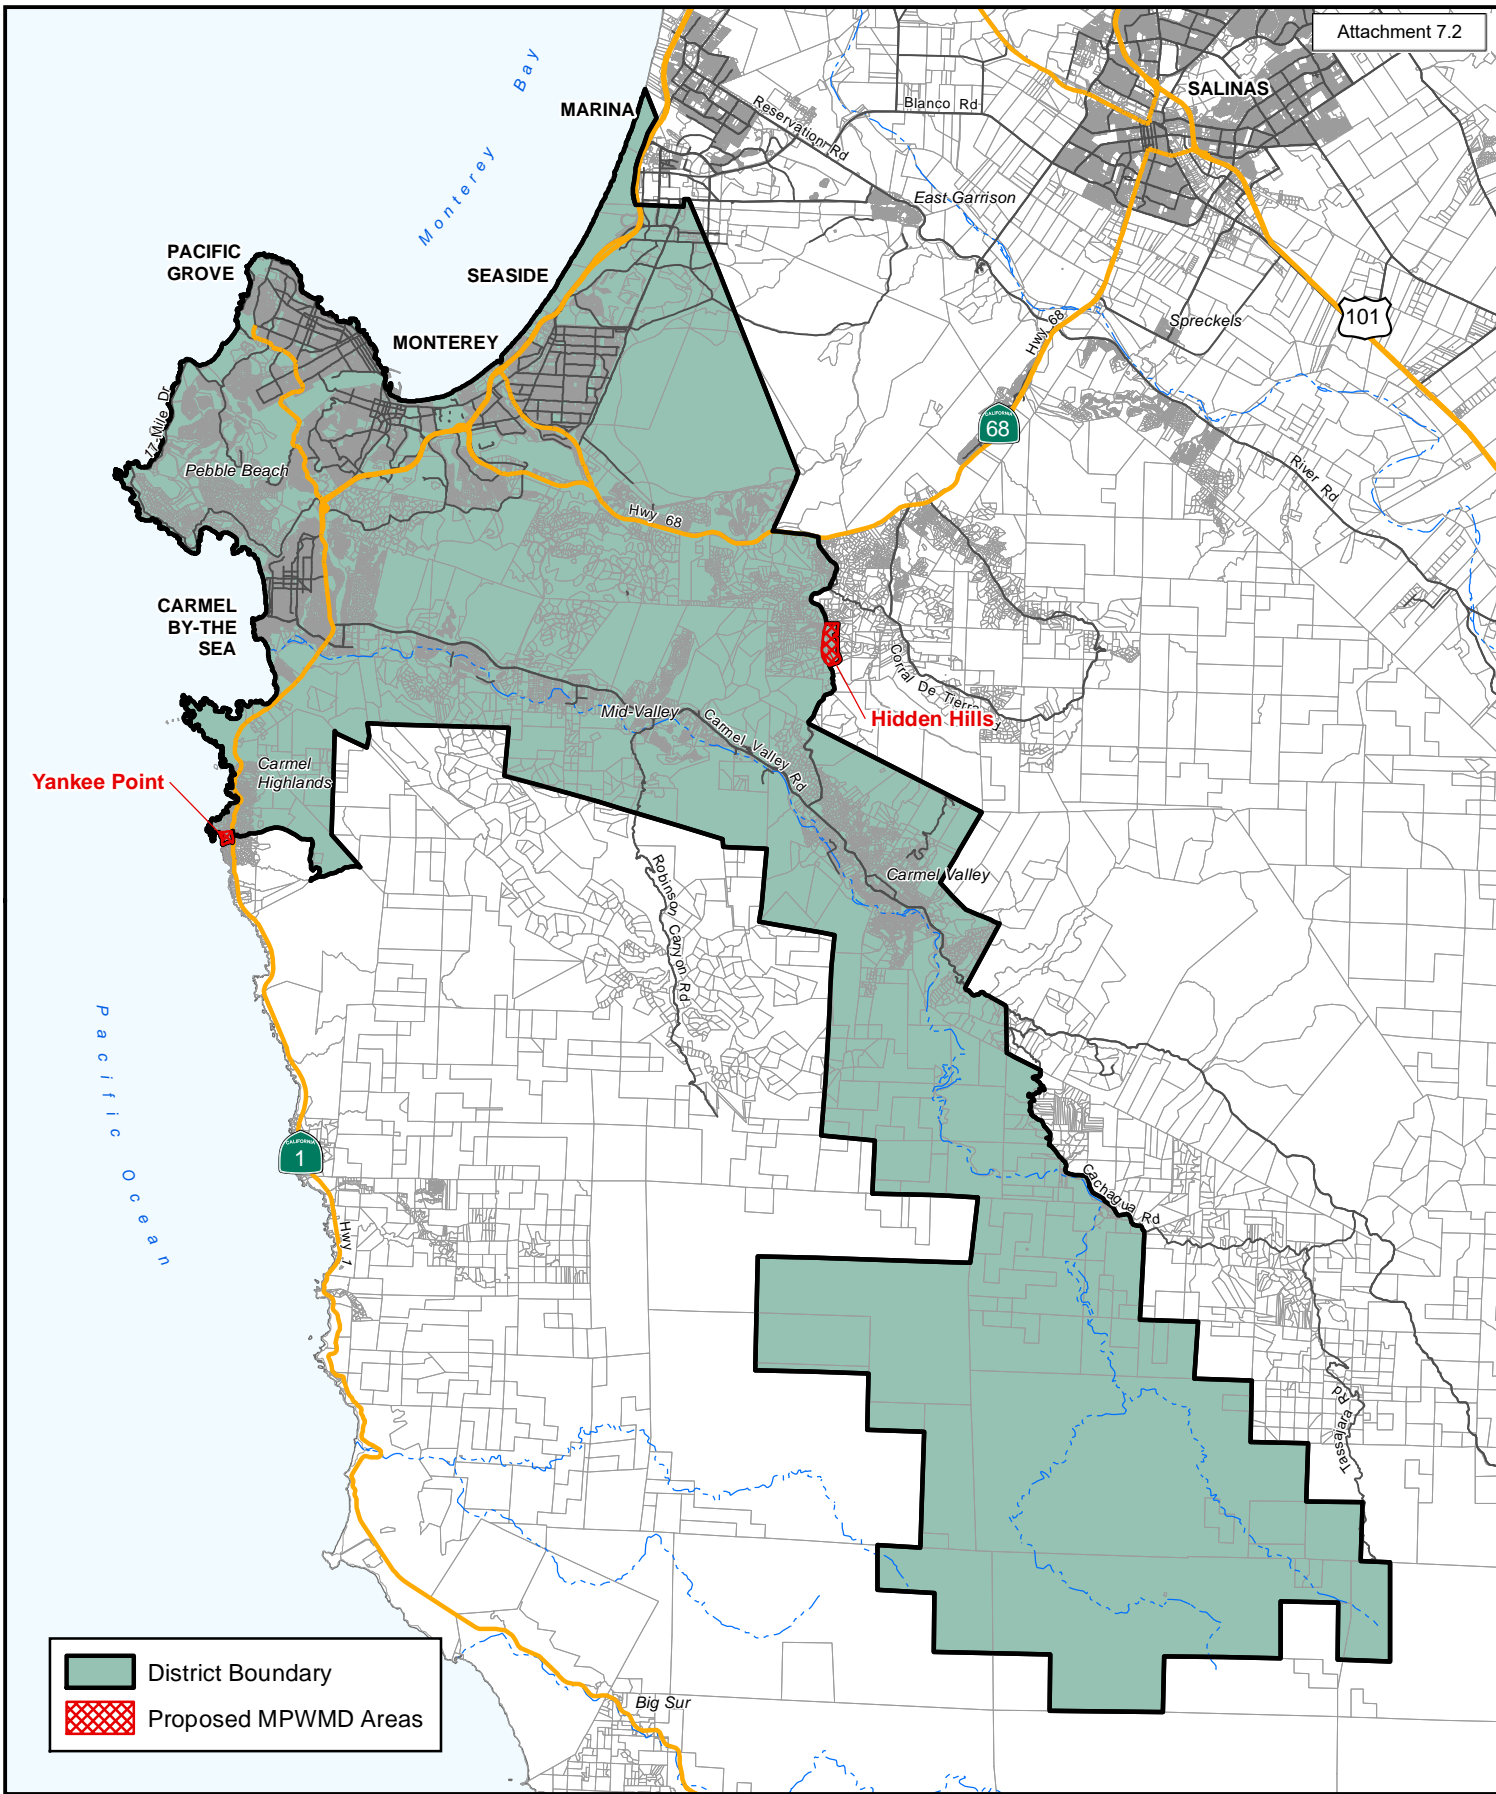 Attachment 7.2
Monterey Bay
MARINA
SALINAS
Blanco Rd
Reservation Rd
East Garrison
PACIFIC
GROVE
SEASIDE
MONTEREY
Hwy 68
Spreckels
101
17-Mile Dr
Pebble Beach
CALIFORNIA
68
River Rd
Hwy 68
CARMEL
BY-THE
SEA
Corral De Tierra Rd
Hidden Hills
Mid-Valley
Carmel Valley Rd
Carmel
Highlands
Yankee Point
Carmel Valley
Robinson Canyon Rd
Pacific Ocean
CALIFORNIA
1
Hwy 1
Cachagua Rd
Tassajara Rd
District Boundary
Proposed MPWMD Areas
Big Sur